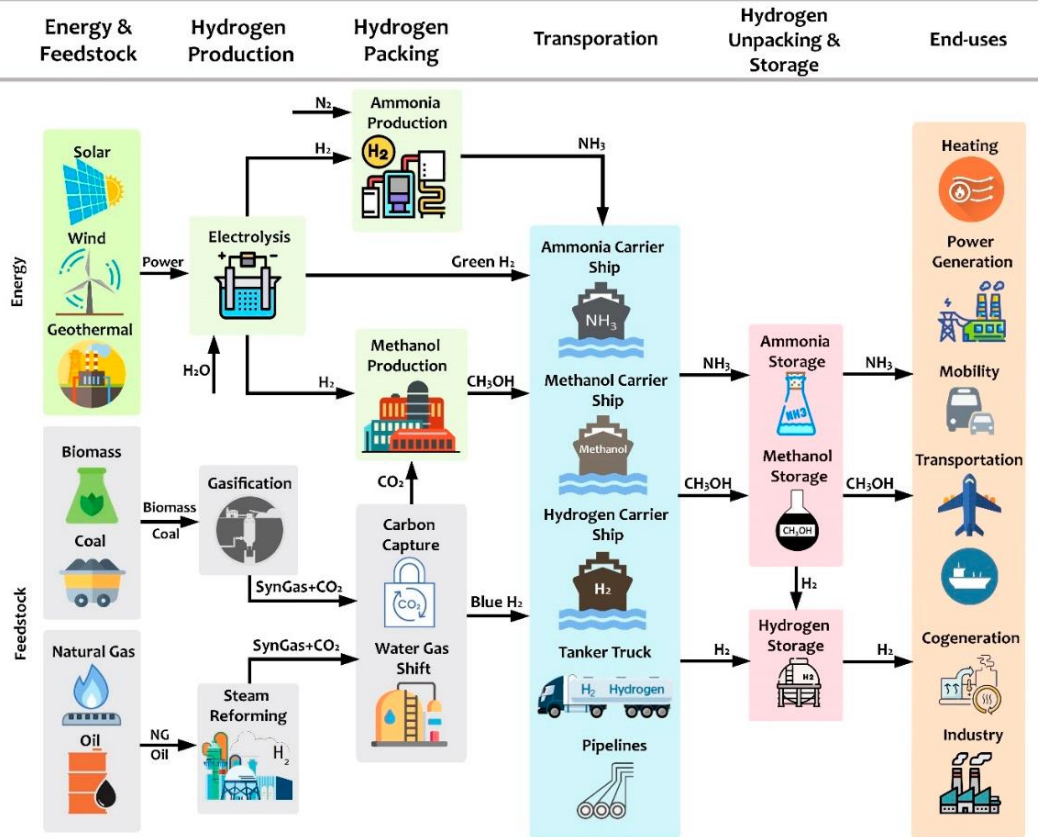 Energy &
Feedstock
Hydrogen
Production
Hydrogen
Packing
Transporation
Hydrogen
Unpacking &
Storage
End-uses
Energy
Feedstock
Solar
Wind
Geothermal
Biomass
Coal
Natural Gas
Oil
Power
H₂O
Biomass
Coal
NG
Oil
Electrolysis
Gasification
Steam
Reforming
H₂
N₂
H₂
H₂
SynGas+CO₂
SynGas+CO₂
Ammonia
Production
H₂
Green H₂
Methanol
Production
CO₂
Carbon
Capture
CO₂
Water Gas
Shift
NH₃
CH₃OH
Blue H₂
Ammonia Carrier
Ship
NH₃
Methanol Carrier
Ship
Methanol
Hydrogen Carrier
Ship
H₂
Tanker Truck
H₂ Hydrogen
Pipelines
NH₃
CH₃OH
H₂
Ammonia
Storage
NH3
Methanol
Storage
CH₃OH
H₂
Hydrogen
Storage
H2
NH₃
CH₃OH
H₂
Heating
Power
Generation
Mobility
Transportation
Cogeneration
Industry